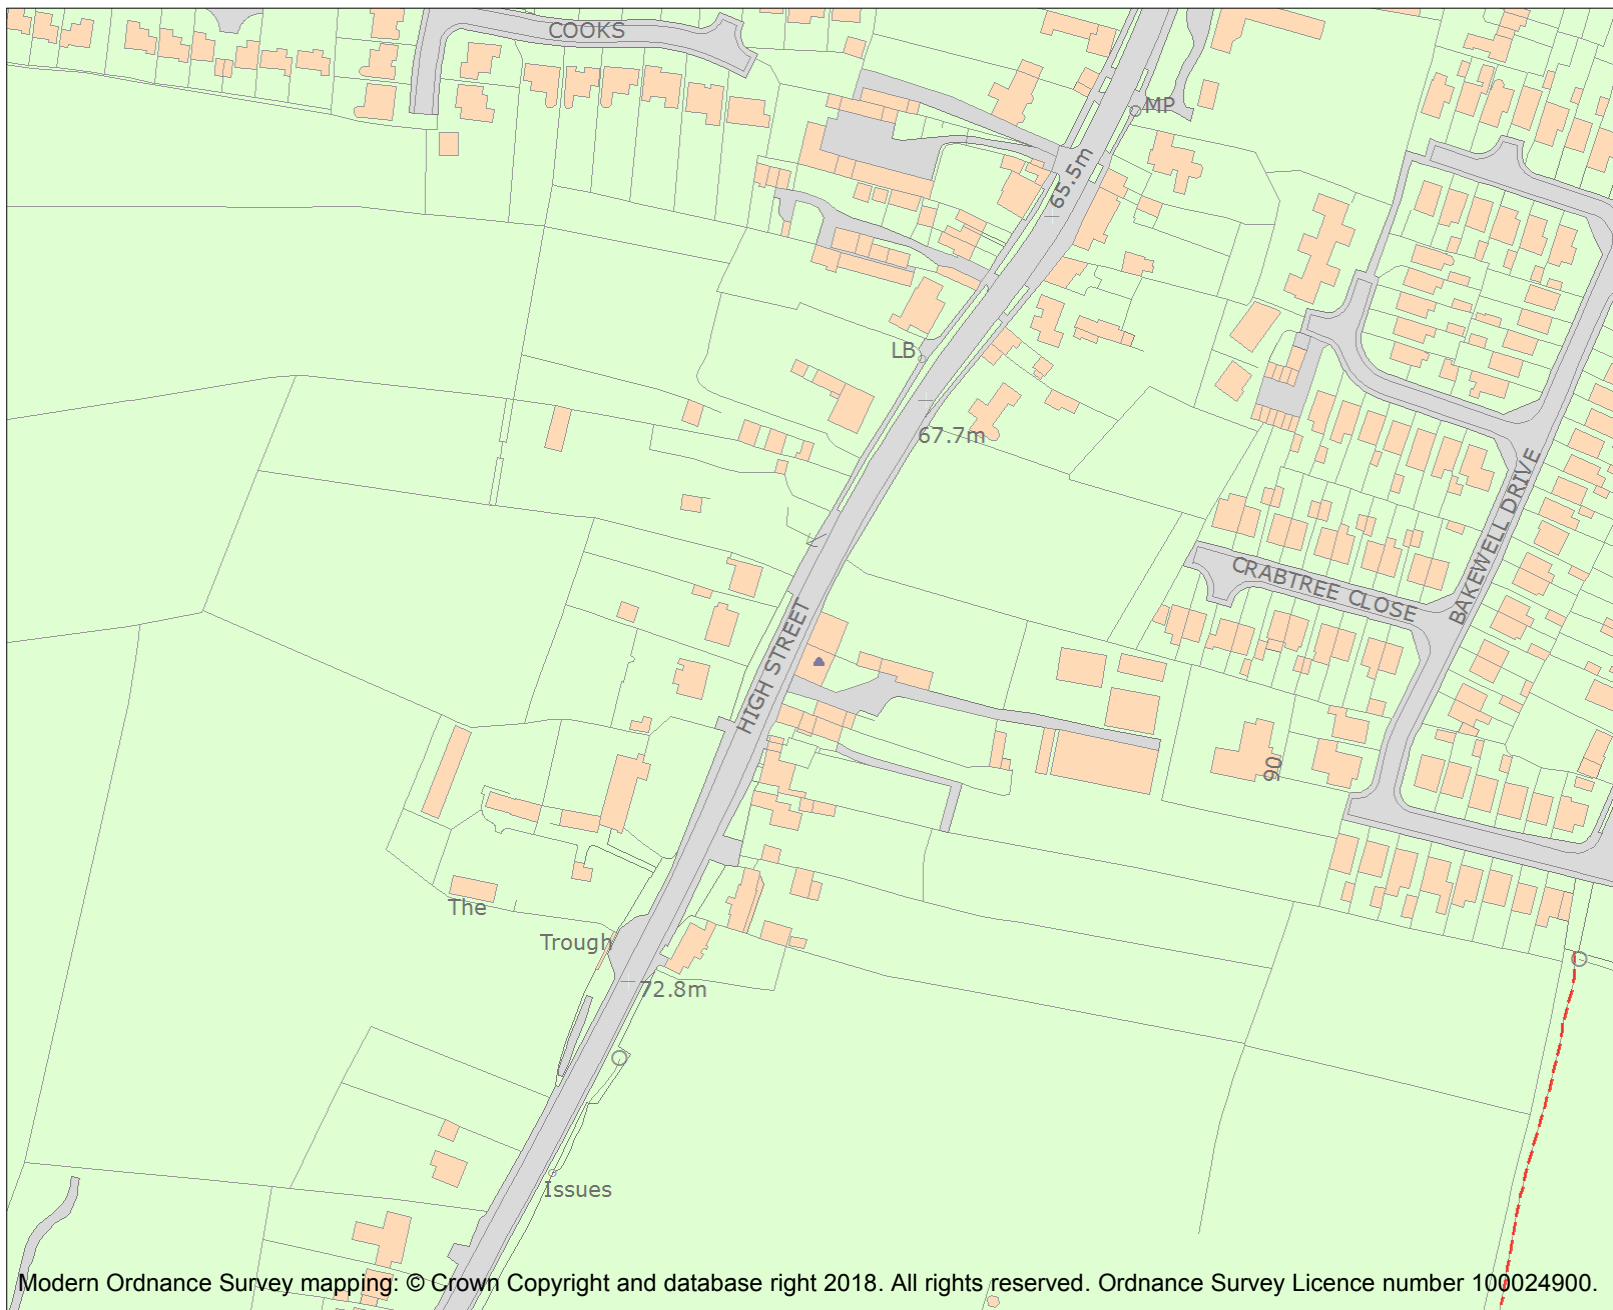 COOKS
MP
65.5m
LB
67.7m
BAKEWELL DRIVE
CRABTREE CLOSE
HIGH STREET
90
The
Trough
72.8m
Issues
Modern Ordnance Survey mapping: © Crown Copyright and database right 2018. All rights reserved. Ordnance Survey Licence number 100024900.